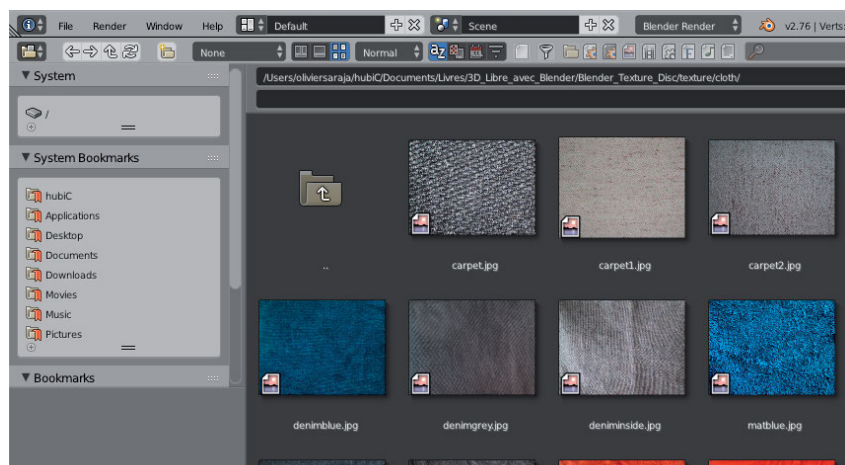 File Render Window Help Default Scene Blender Render v2.76 | Verts:
None Normal
System
/Users/oliviersaraja/hubiC/Documents/Livres/3D_Libre_avec_Blender/Blender_Texture_Disc/texture/cloth/
/
System Bookmarks
hubiC
Applications
Desktop
Documents
Downloads
Movies
Music
Pictures
Bookmarks
..
carpet.jpg
carpet1.jpg
carpet2.jpg
denimblue.jpg
denimgrey.jpg
deniminside.jpg
matblue.jpg